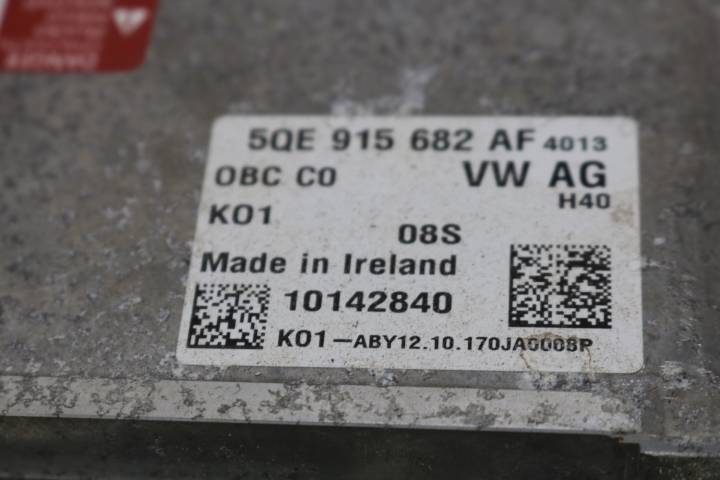 DANGER
5QE 915 682 AF 4013
OBC C0 VW AG
H40
K01
08S
Made in Ireland
10142840
K01-ABY12.10.170JA0008P